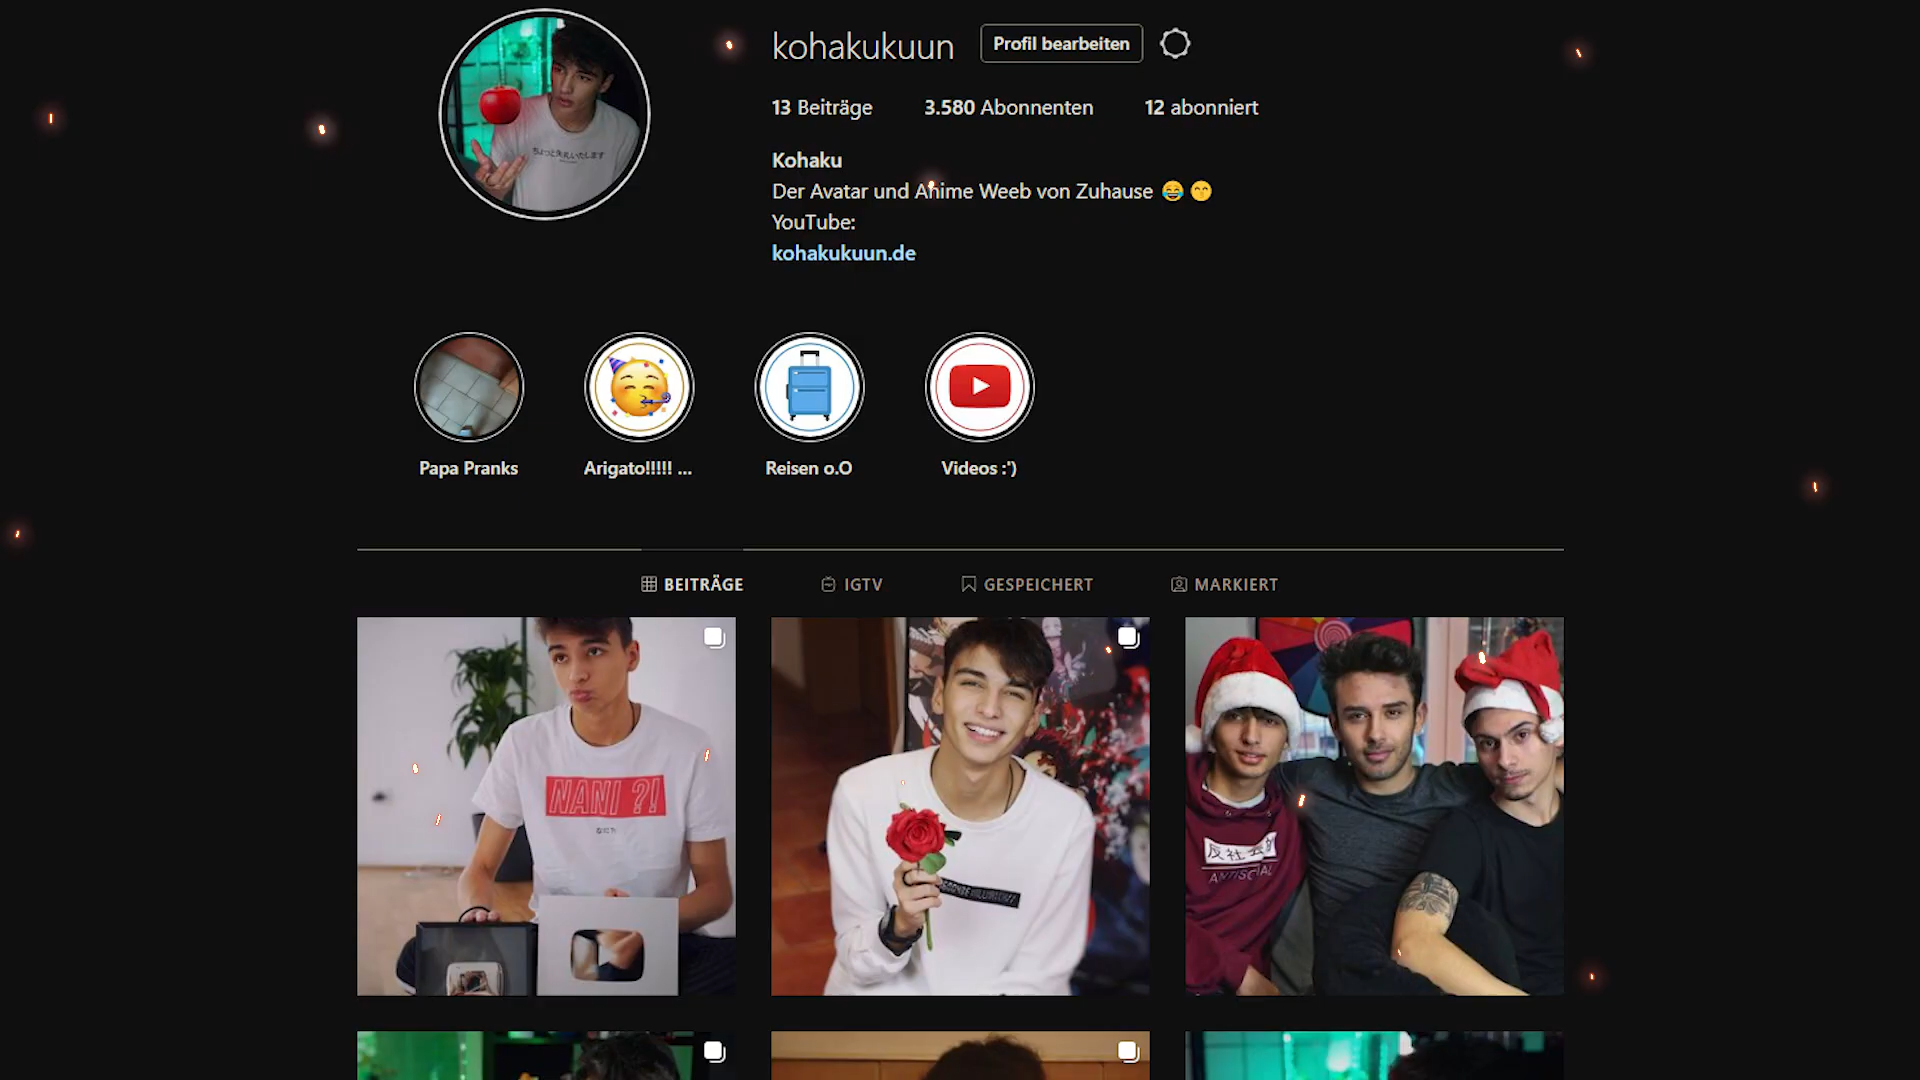 kohakukuun Profil bearbeiten
13 Beiträge 3.580 Abonnenten 12 abonniert
Kohaku
Der Avatar und Anime Weeb von Zuhause 😂 😙
YouTube:
kohakukuun.de
Papa Pranks Arigato!!!!! ... Reisen o.O Videos :')
BEITRÄGE IGTV GESPEICHERT MARKIERT
NANI ?!